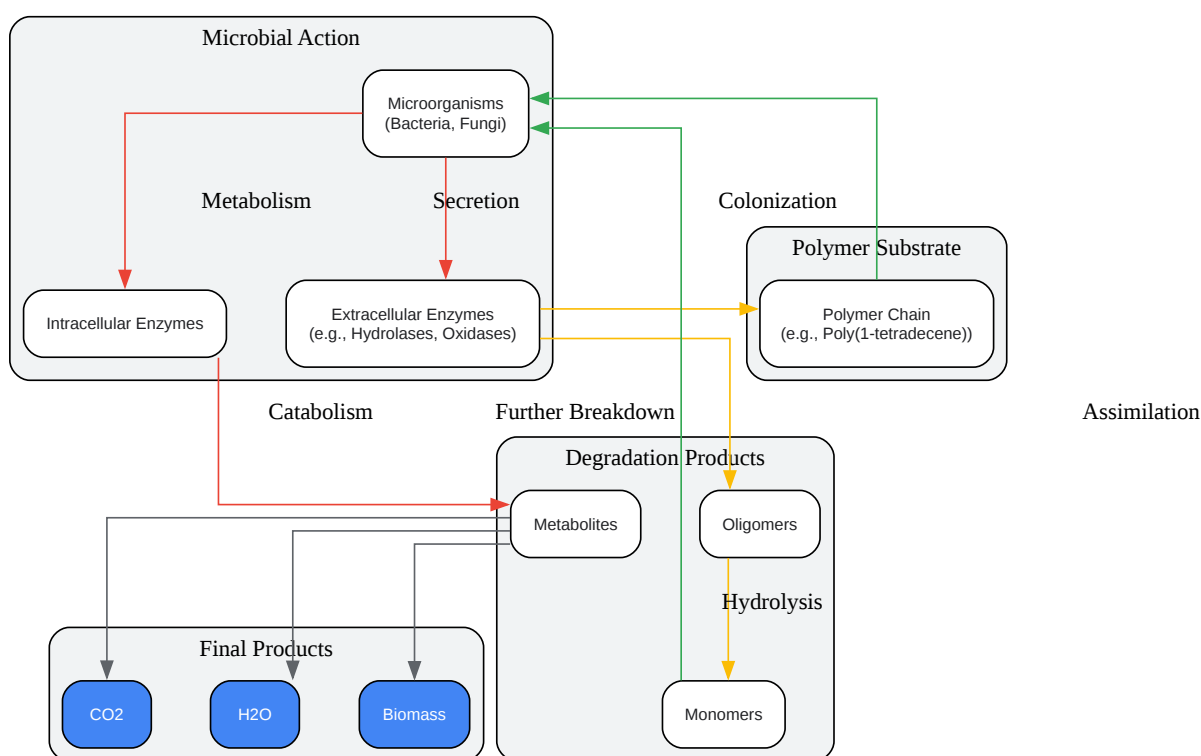 Microbial Action
Microorganisms
(Bacteria, Fungi)
Metabolism
Secretion
Colonization
Polymer Substrate
Intracellular Enzymes
Extracellular Enzymes
(e.g., Hydrolases, Oxidases)
Polymer Chain
(e.g., Poly(1-tetradecene))
Catabolism
Further Breakdown
Assimilation
Degradation Products
Metabolites
Oligomers
Hydrolysis
Final Products
CO2
H2O
Biomass
Monomers